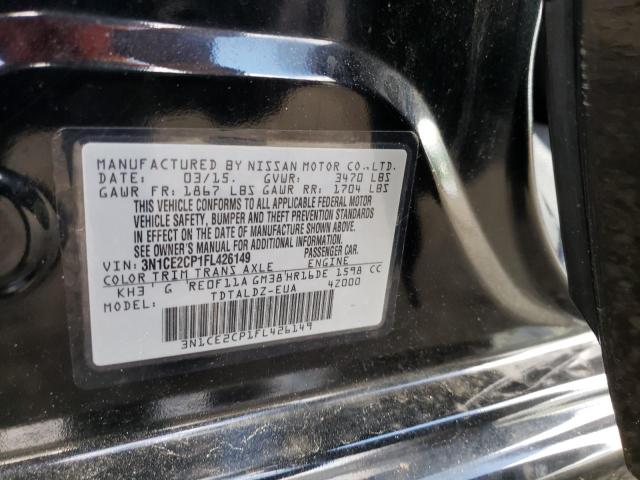 MANUFACTURED BY NISSAN MOTOR CO.,LTD.
DATE: 03/15. GVWR: 3470 LBS
GAWR FR: 1867 LBS GAWR RR: 1704 LBS
THIS VEHICLE CONFORMS TO ALL APPLICABLE FEDERAL MOTOR
VEHICLE SAFETY, BUMPER AND THEFT PREVENTION STANDARDS
IN EFFECT ON THE DATE OF MANUFACTURE SHOWN ABOVE.
SEE OWNER'S MANUAL FOR ADDITIONAL INFORMATION.
VIN: 3N1CE2CP1FL426149 PASSENGER CAR.
COLOR TRIM TRANS AXLE ENGINE
KH3' G RE0F11A GM38'HR16DE 1598 CC
MODEL: TDTALDZ-EUA 4Z000
3N1CE2CP1FL426149